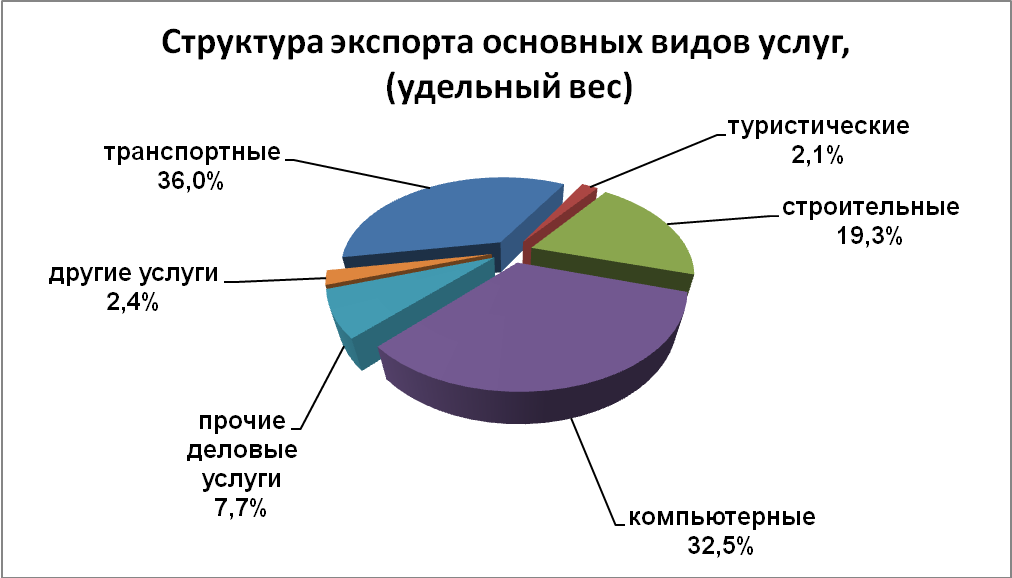 Структура экспорта основных видов услуг,
(удельный вес)
туристические
2,1%
транспортные
36,0%
строительные
19,3%
другие услуги
2,4%
прочие
деловые
услуги
7,7%
компьютерные
32,5%